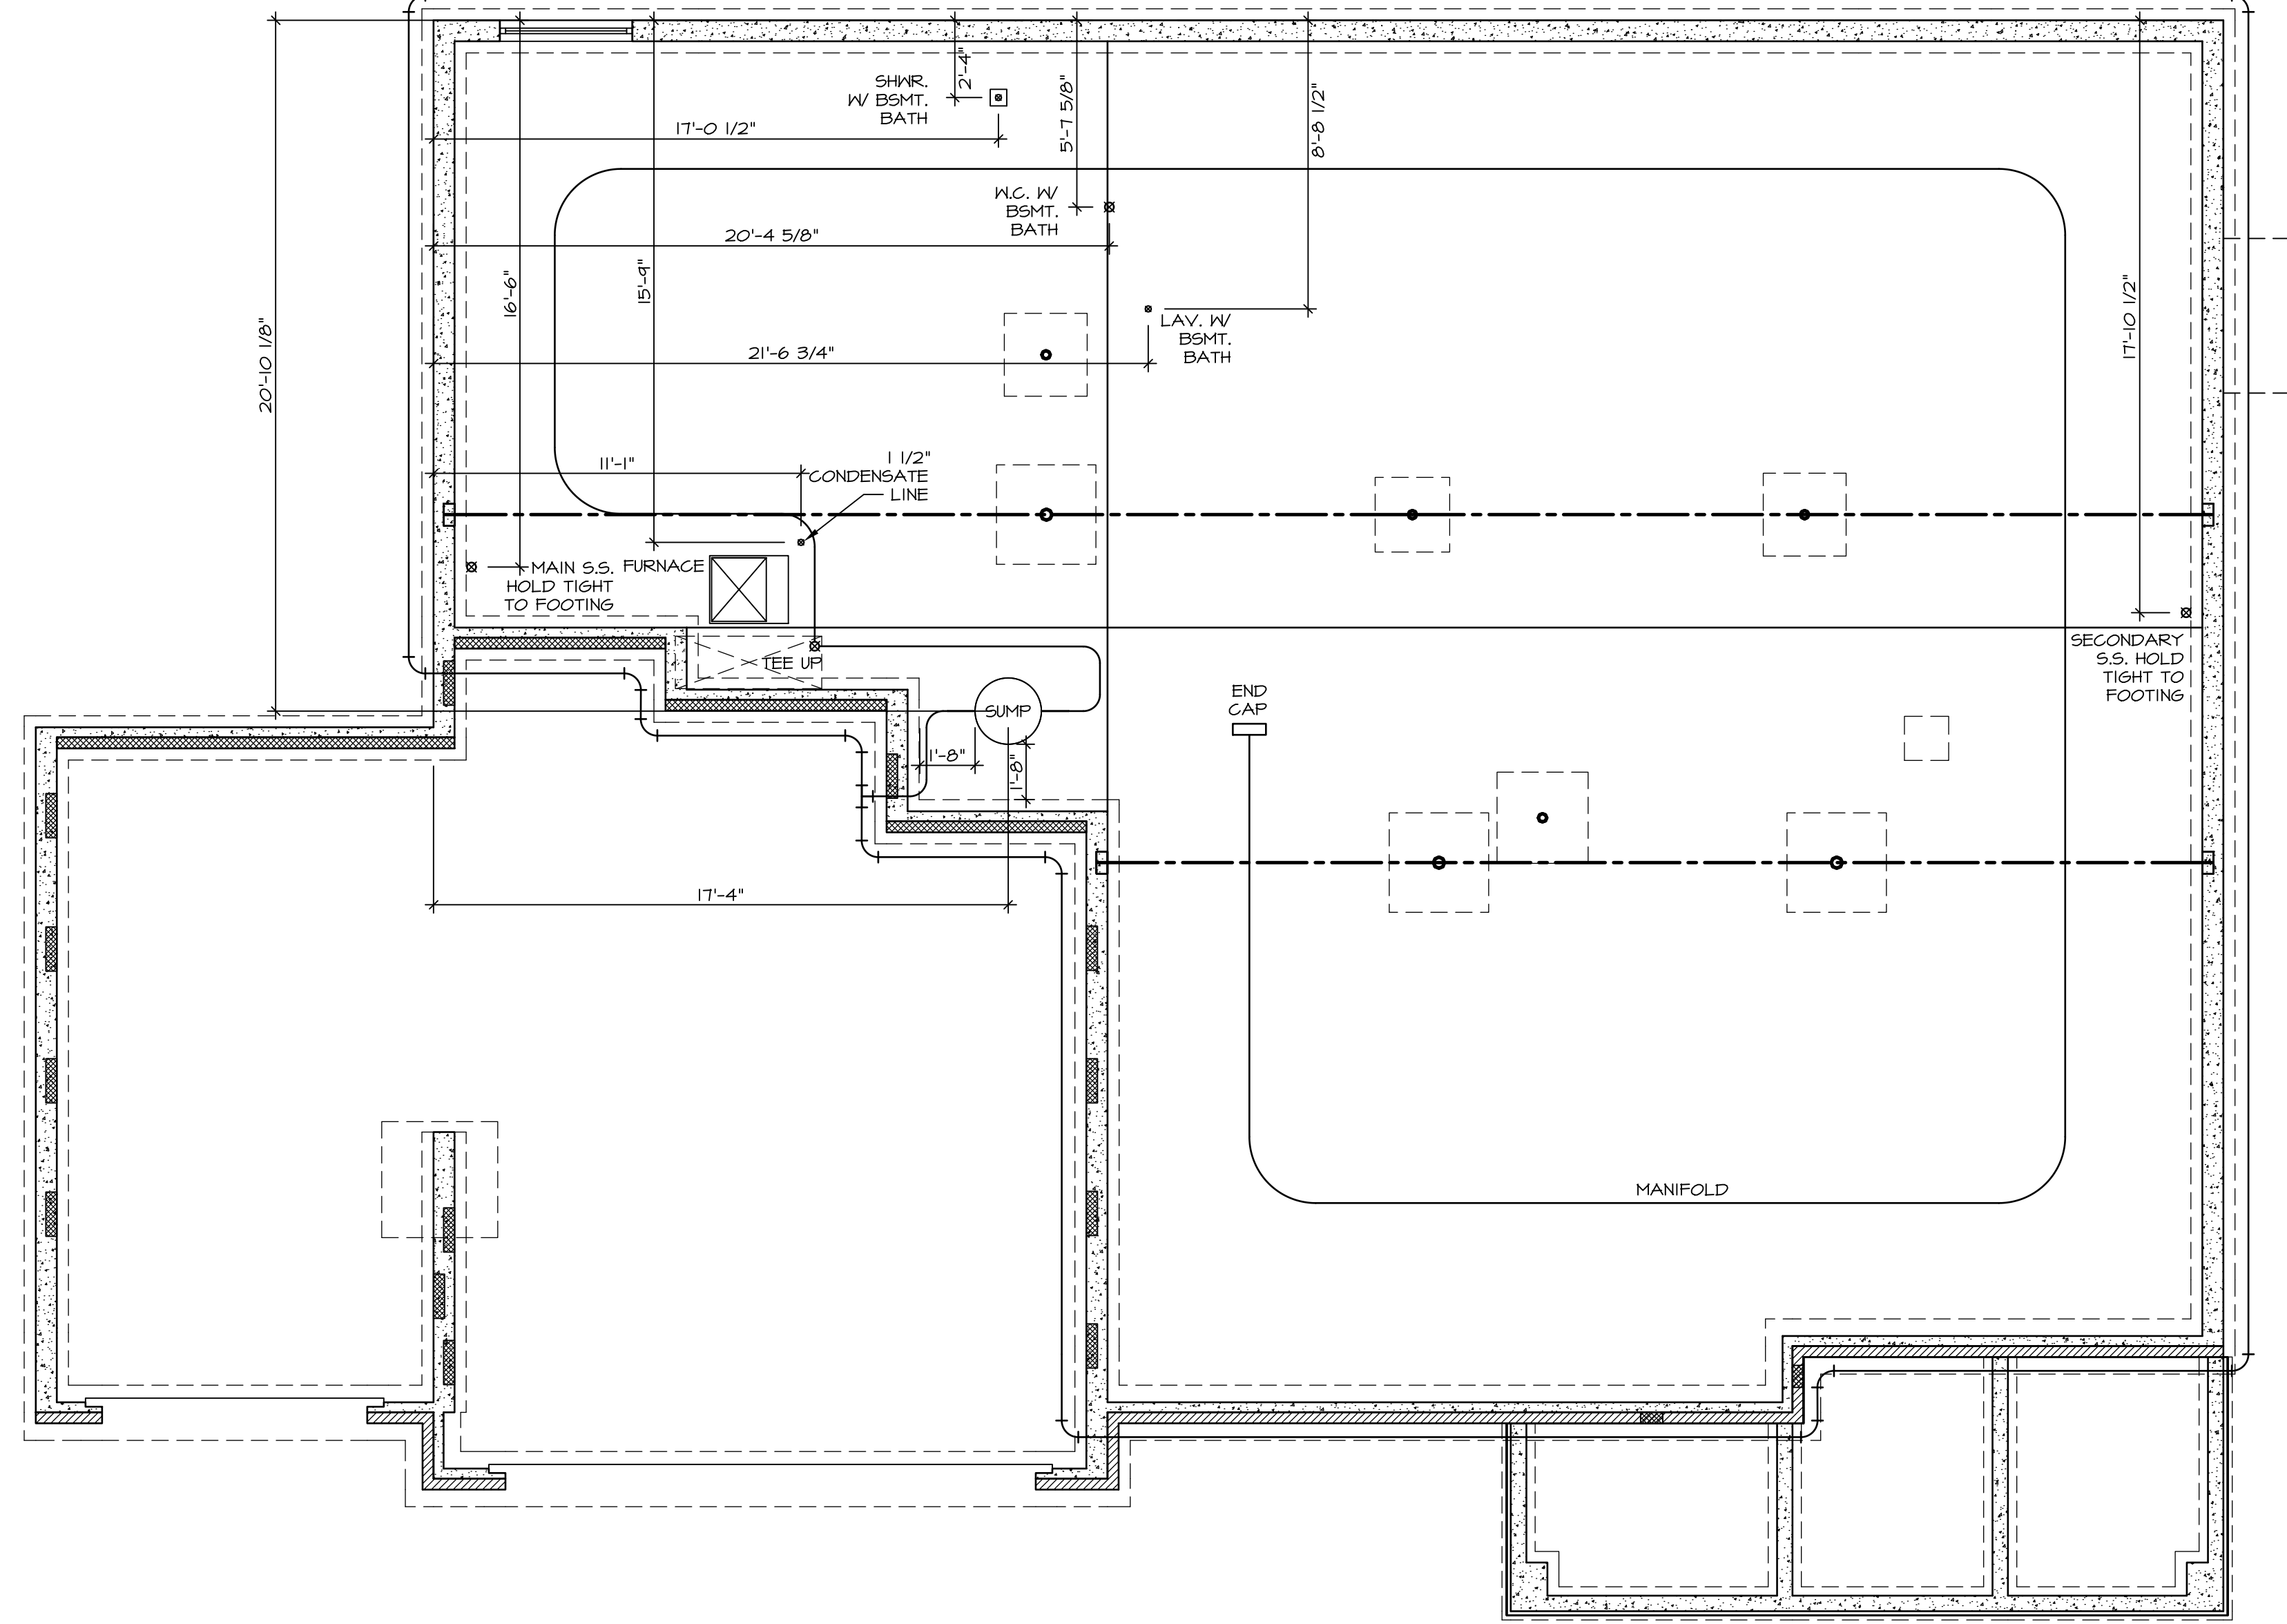 2'-4"
SHWR.
W/ BSMT.
BATH
5'-7 5/8"
8'-8 1/2"
17'-0 1/2"
W.C. W/
BSMT.
BATH
20'-4 5/8"
16'-6"
15'-9"
17'-10 1/2"
20'-10 1/8"
LAV. W/
BSMT.
BATH
21'-6 3/4"
11'-1"
1 1/2"
CONDENSATE
LINE
MAIN S.S.
HOLD TIGHT
TO FOOTING
FURNACE
TEE UP
SECONDARY
S.S. HOLD
TIGHT TO
FOOTING
END
CAP
SUMP
1'-8"
1'-8"
17'-4"
MANIFOLD